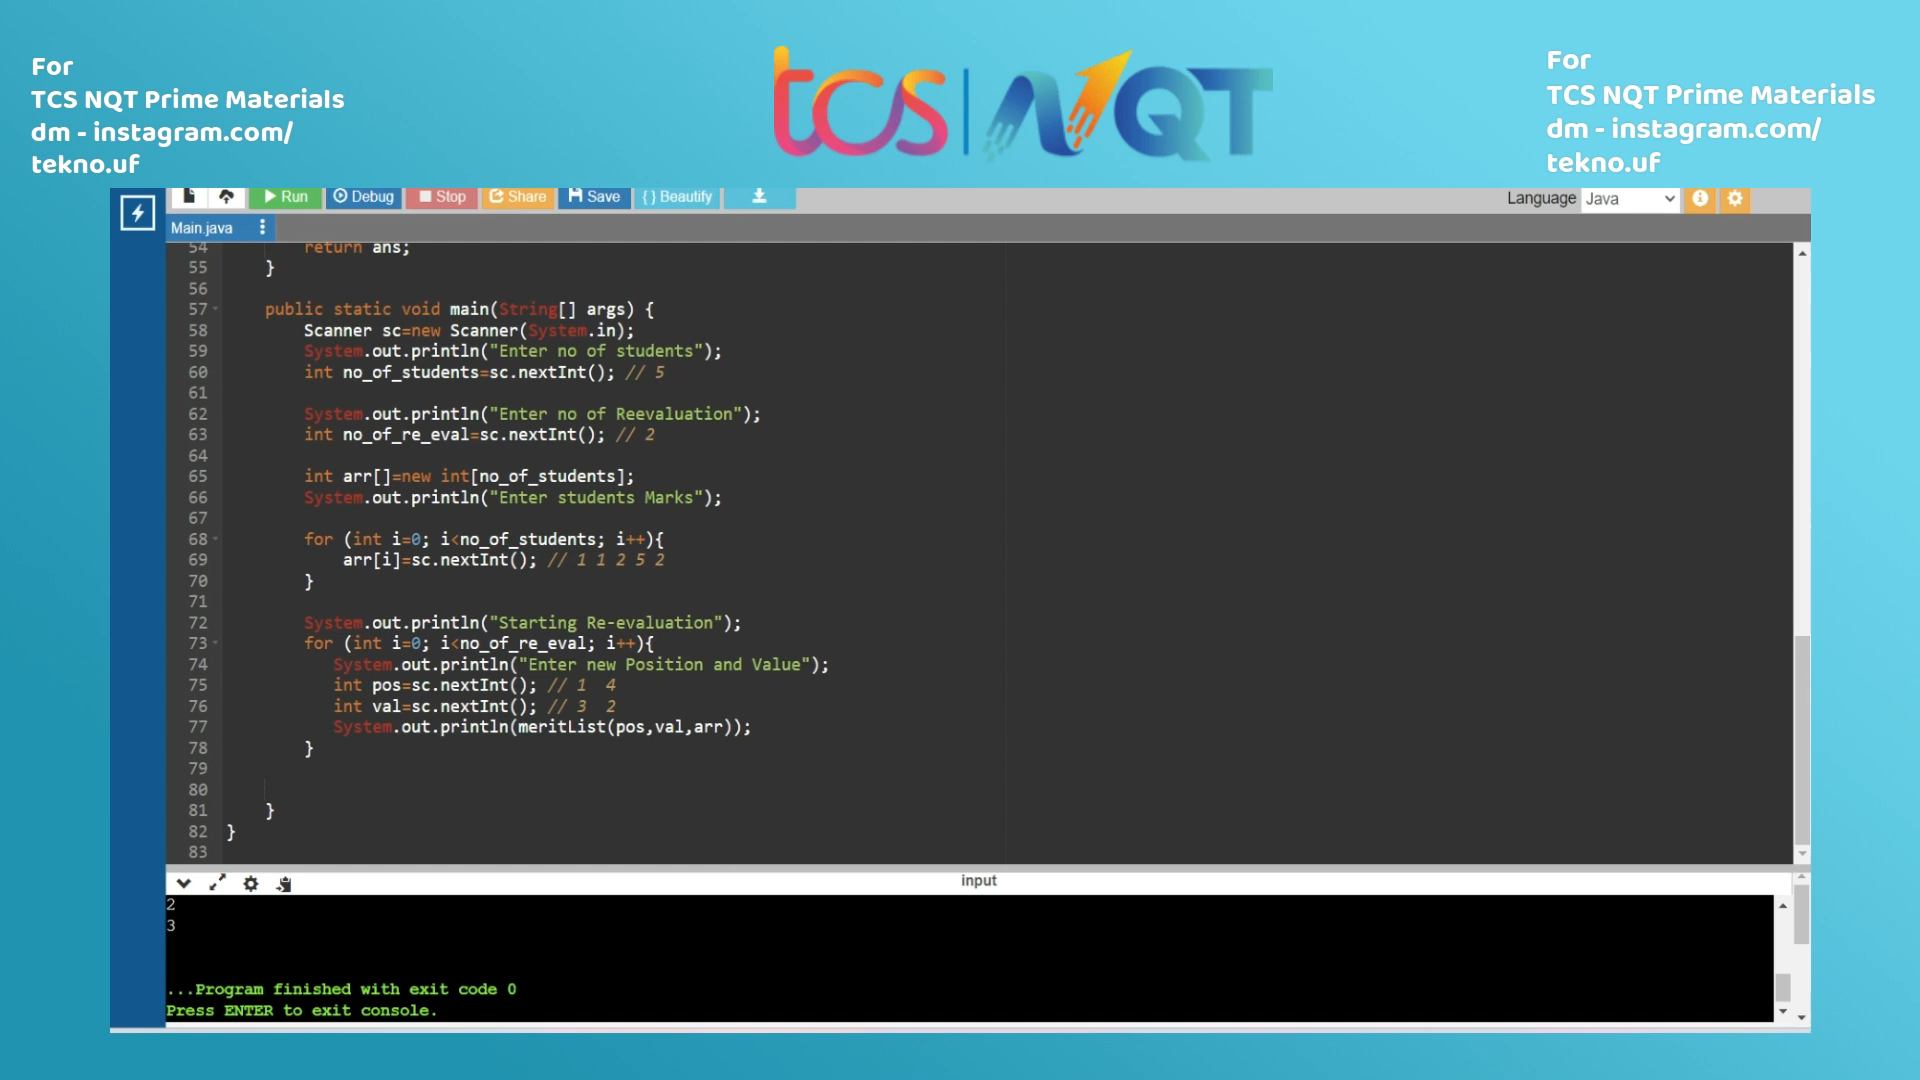 For
TCS NQT Prime Materials
dm - instagram.com/
tekno.uf
tcs | NQT
For
TCS NQT Prime Materials
dm - instagram.com/
tekno.uf
Run Debug Stop Share Save { } Beautify
Language Java
Main.java
54 return ans;
55 }
56
57 public static void main(String[] args) {
58 Scanner sc=new Scanner(System.in);
59 System.out.println("Enter no of students");
60 int no_of_students=sc.nextInt(); // 5
61
62 System.out.println("Enter no of Reevaluation");
63 int no_of_re_eval=sc.nextInt(); // 2
64
65 int arr[]=new int[no_of_students];
66 System.out.println("Enter students Marks");
67
68 for (int i=0; i<no_of_students; i++){
69 arr[i]=sc.nextInt(); // 1 1 2 5 2
70 }
71
72 System.out.println("Starting Re-evaluation");
73 for (int i=0; i<no_of_re_eval; i++){
74 System.out.println("Enter new Position and Value");
75 int pos=sc.nextInt(); // 1 4
76 int val=sc.nextInt(); // 3 2
77 System.out.println(meritList(pos,val,arr));
78 }
79
80
81 }
82 }
83
input
2
3
...Program finished with exit code 0
Press ENTER to exit console.